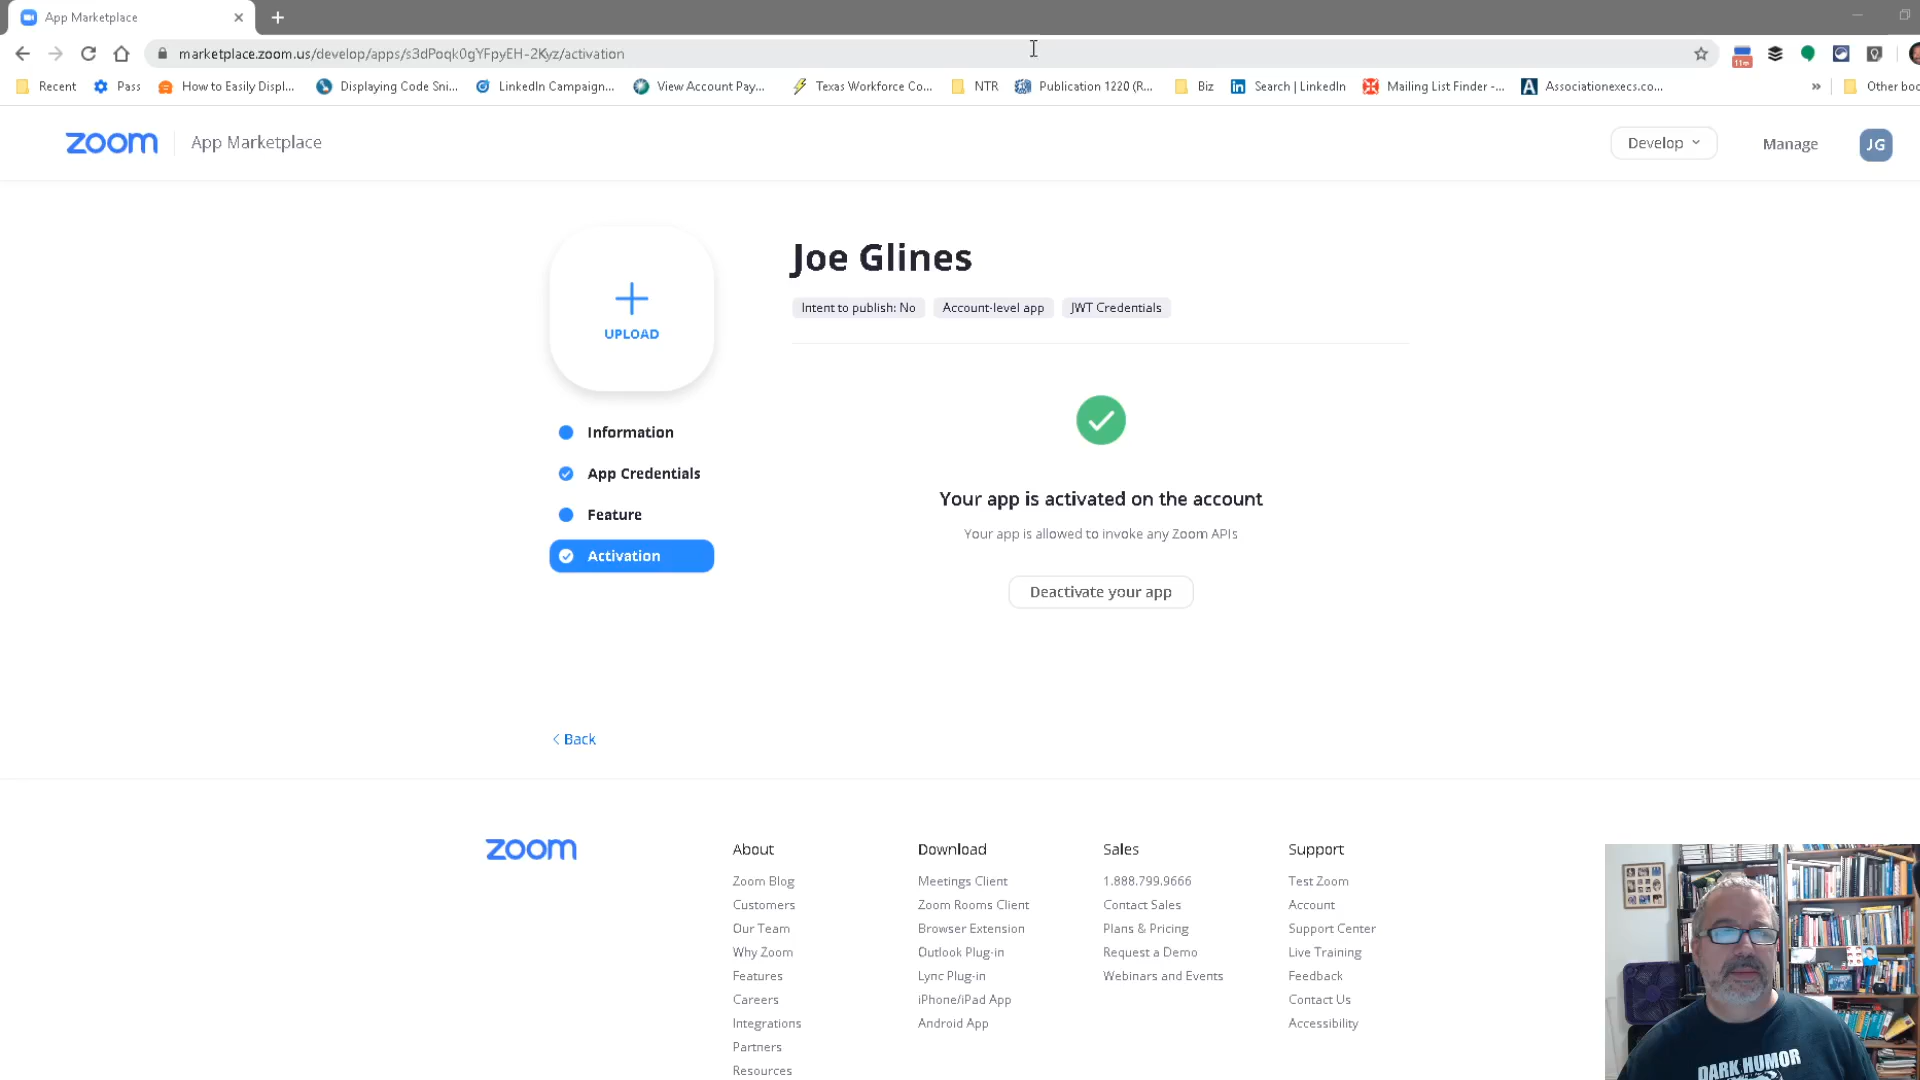 App Marketplace
marketplace.zoom.us/develop/apps/s3dPoqk0gYFpyEH-2Kyz/activation
11m
Recent Pass How to Easily Displ... Displaying Code Sni... LinkedIn Campaign... View Account Pay... Texas Workforce Co... NTR Publication 1220 (R... Biz Search | LinkedIn Mailing List Finder -... Associationexecs.co... » Other boo
zoom App Marketplace Develop Manage JG
Joe Glines
Intent to publish: No Account-level app JWT Credentials
UPLOAD
Information
App Credentials
Feature
Activation
Your app is activated on the account
Your app is allowed to invoke any Zoom APIs
Deactivate your app
< Back
zoom
About
Zoom Blog
Customers
Our Team
Why Zoom
Features
Careers
Integrations
Partners
Resources
Download
Meetings Client
Zoom Rooms Client
Browser Extension
Outlook Plug-in
Lync Plug-in
iPhone/iPad App
Android App
Sales
1.888.799.9666
Contact Sales
Plans & Pricing
Request a Demo
Webinars and Events
Support
Test Zoom
Account
Support Center
Live Training
Feedback
Contact Us
Accessibility
DARK HUMOR